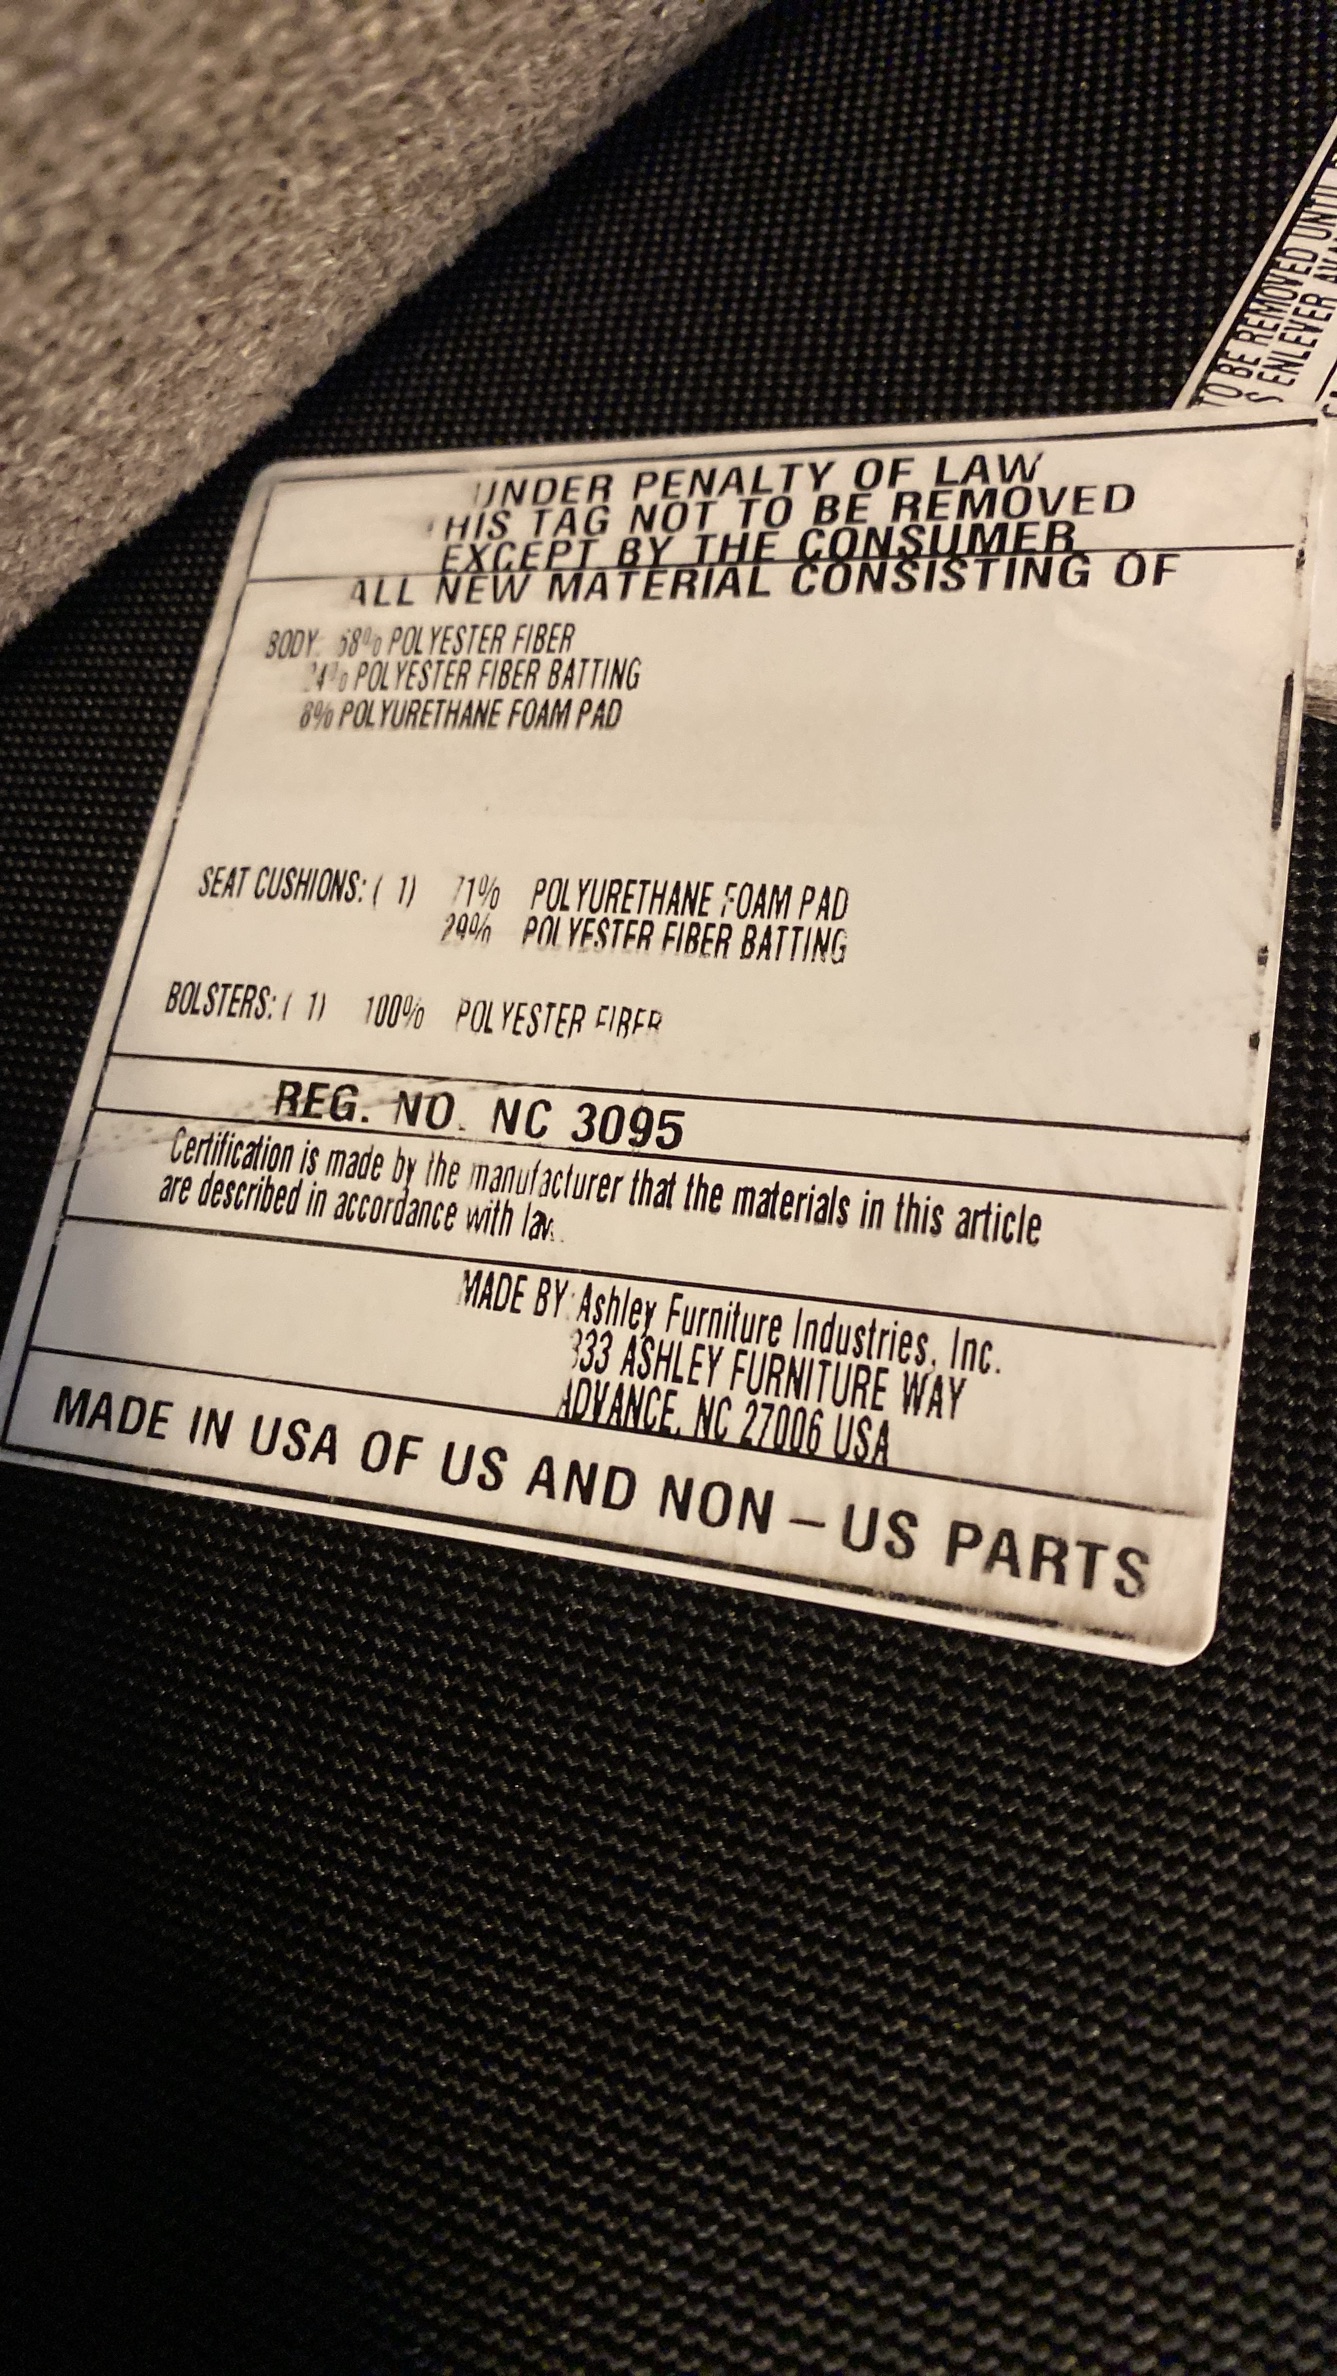 TO BE REMOVED UNTIL
ENLEVER
UNDER PENALTY OF LAW
THIS TAG NOT TO BE REMOVED
EXCEPT BY THE CONSUMER
ALL NEW MATERIAL CONSISTING OF
BODY: 68% POLYESTER FIBER
24% POLYESTER FIBER BATTING
8% POLYURETHANE FOAM PAD
SEAT CUSHIONS: ( 1) 71% POLYURETHANE FOAM PAD
29% POLYESTER FIBER BATTING
BOLSTERS: ( 1) 100% POLYESTER FIBER
REG. NO. NC 3095
Certification is made by the manufacturer that the materials in this article
are described in accordance with law.
MADE BY: Ashley Furniture Industries, Inc.
333 ASHLEY FURNITURE WAY
ADVANCE, NC 27006 USA
MADE IN USA OF US AND NON – US PARTS